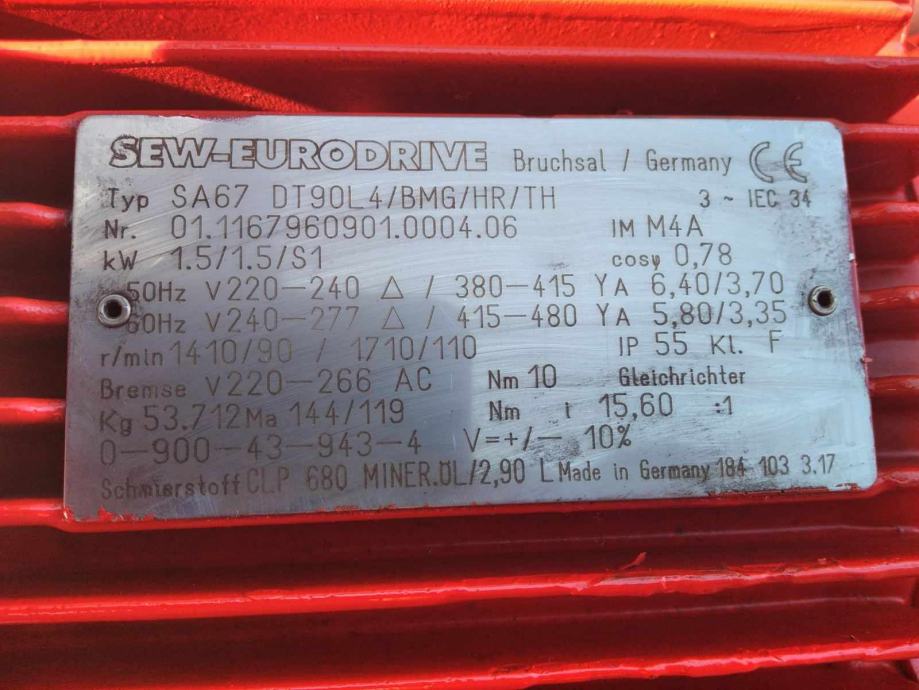 SEW-EURODRIVE Bruchsal / Germany CE
Typ SA67 DT90L4/BMG/HR/TH 3 ~ IEC 34
Nr. 01.1167960901.0004.06 IM M4A
kW 1.5/1.5/S1 cosφ 0,78
50Hz V220-240 △ / 380-415 Y A 6,40/3,70
60Hz V240-277 △ / 415-480 Y A 5,80/3,35
r/min 1410/90 / 1710/110 IP 55 Kl. F
Bremse V220-266 AC Nm 10 Gleichrichter
Kg 53.712 Ma 144/119 Nm i 15,60 :1
0-900-43-943-4 V=+/- 10%
Schmierstoff CLP 680 MINER.ÖL/2,90 L Made in Germany 184 103 3.17